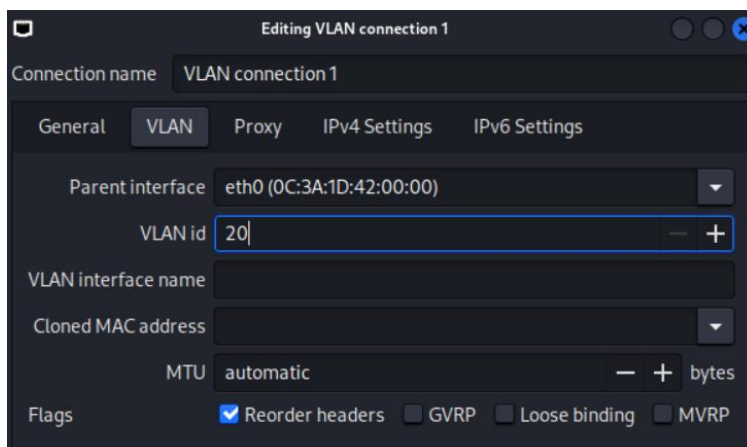 Editing VLAN connection 1
Connection name VLAN connection 1
General VLAN Proxy IPv4 Settings IPv6 Settings
Parent interface eth0 (0C:3A:1D:42:00:00)
VLAN id 20
VLAN interface name
Cloned MAC address
MTU automatic bytes
Flags Reorder headers GVRP Loose binding MVRP